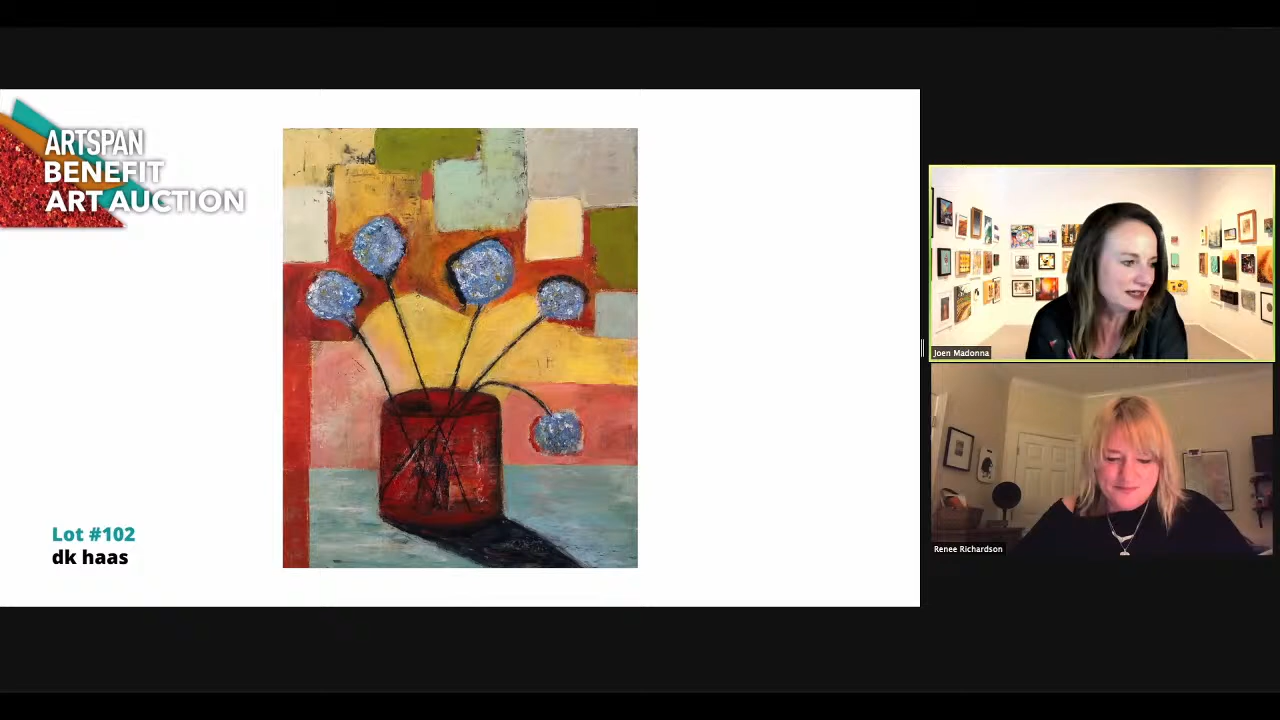 ARTSPAN
BENEFIT
ART AUCTION
Lot #102
dk haas
Joen Madonna
Renee Richardson